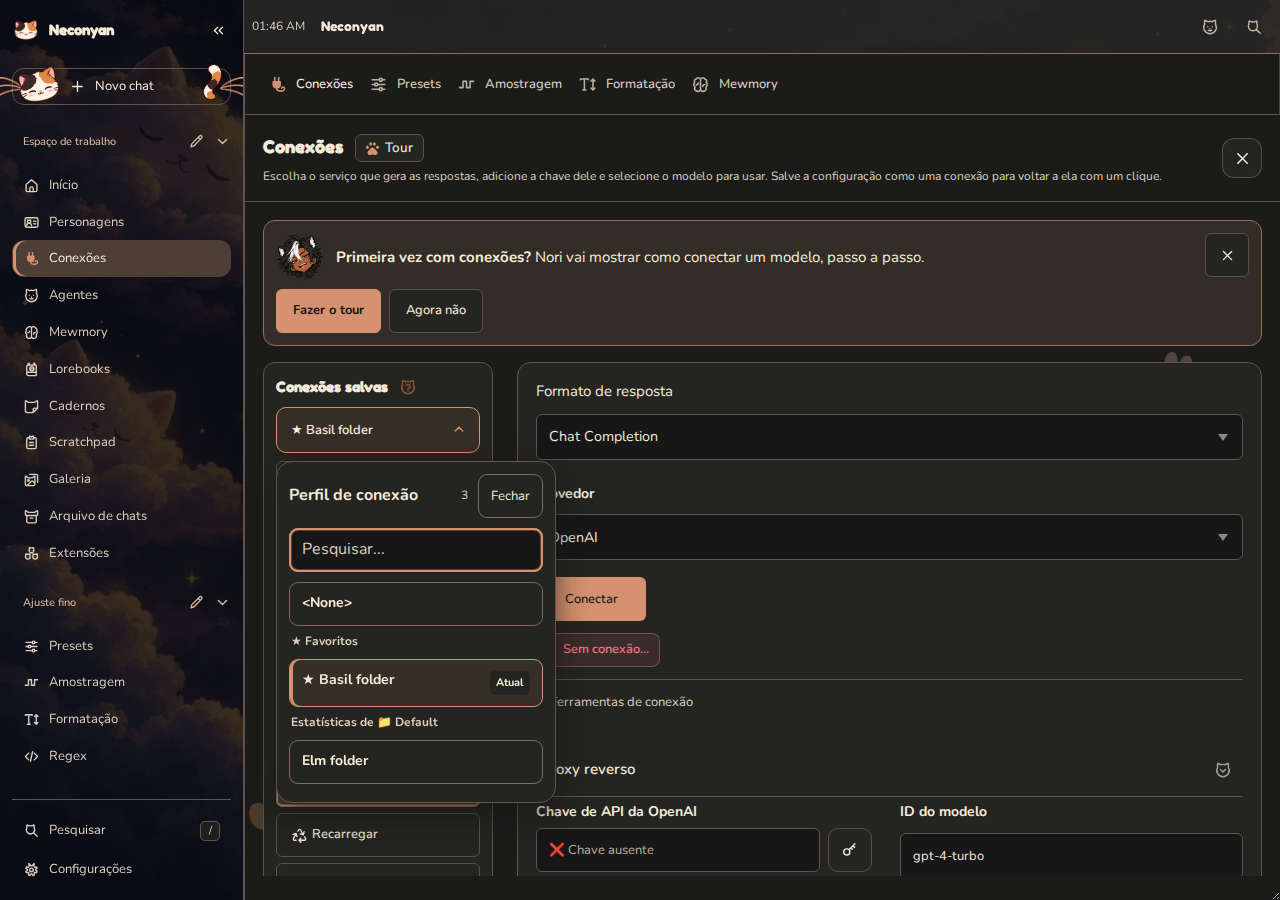 Neconyan
01:46 AM Neconyan
Novo chat
Espaço de trabalho
Início
Personagens
Conexões
Agentes
Mewmory
Lorebooks
Cadernos
Scratchpad
Galeria
Arquivo de chats
Extensões
Ajuste fino
Presets
Amostragem
Formatação
Regex
Pesquisar /
Configurações
Conexões Presets Amostragem Formatação Mewmory
Conexões Tour
Escolha o serviço que gera as respostas, adicione a chave dele e selecione o modelo para usar. Salve a configuração como uma conexão para voltar a ela com um clique.
Primeira vez com conexões? Nori vai mostrar como conectar um modelo, passo a passo.
Fazer o tour Agora não
Conexões salvas
★ Basil folder
Perfil de conexão 3 Fechar
Pesquisar...
<None>
★ Favoritos
★ Basil folder Atual
Estatísticas de 📁 Default
Elm folder
Recarregar
Formato de resposta
Chat Completion
ovedor
OpenAI
Conectar
Sem conexão...
erramentas de conexão
oxy reverso
Chave de API da OpenAI
❌ Chave ausente
ID do modelo
gpt-4-turbo